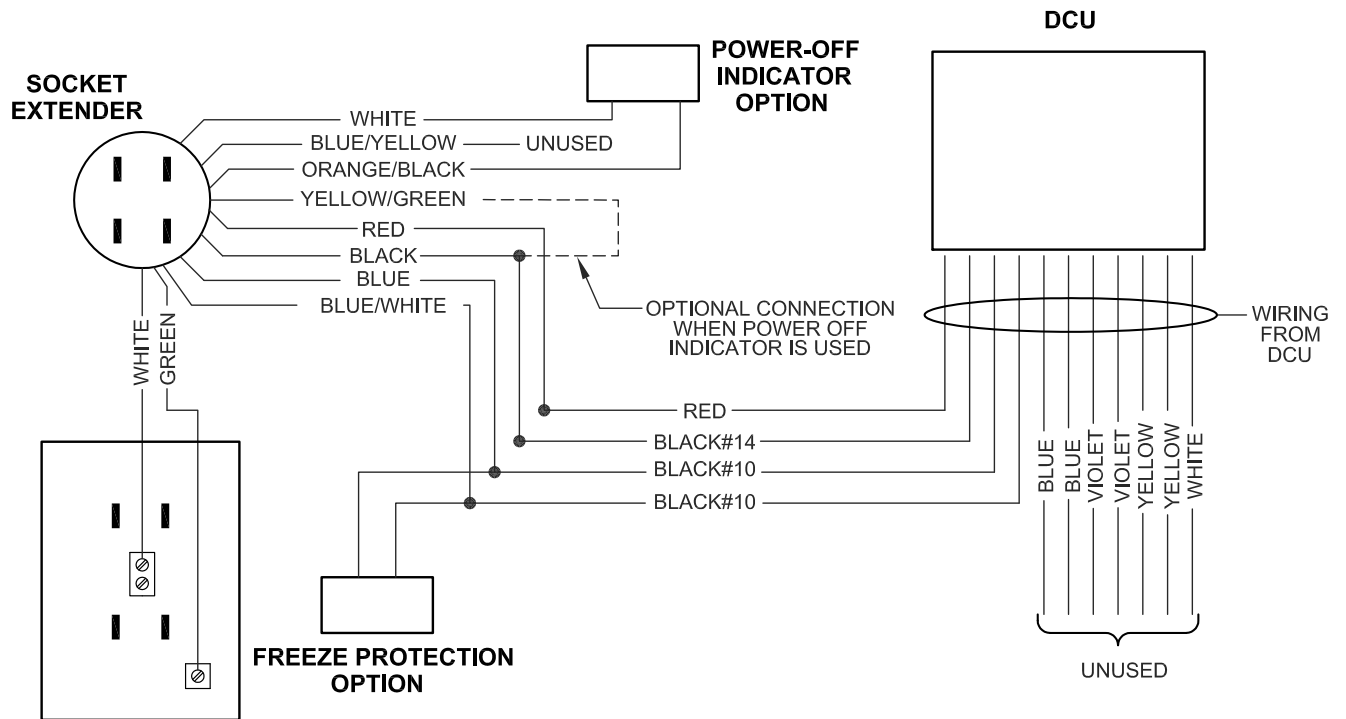 DCU
POWER-OFF
INDICATOR
OPTION
SOCKET
EXTENDER
WHITE
BLUE/YELLOW
UNUSED
ORANGE/BLACK
YELLOW/GREEN
RED
BLACK
BLUE
BLUE/WHITE
OPTIONAL CONNECTION
WHEN POWER OFF
INDICATOR IS USED
WIRING
FROM
DCU
WHITE
GREEN
RED
BLACK#14
BLACK#10
BLACK#10
BLUE
BLUE
VIOLET
VIOLET
YELLOW
YELLOW
WHITE
FREEZE PROTECTION
OPTION
UNUSED